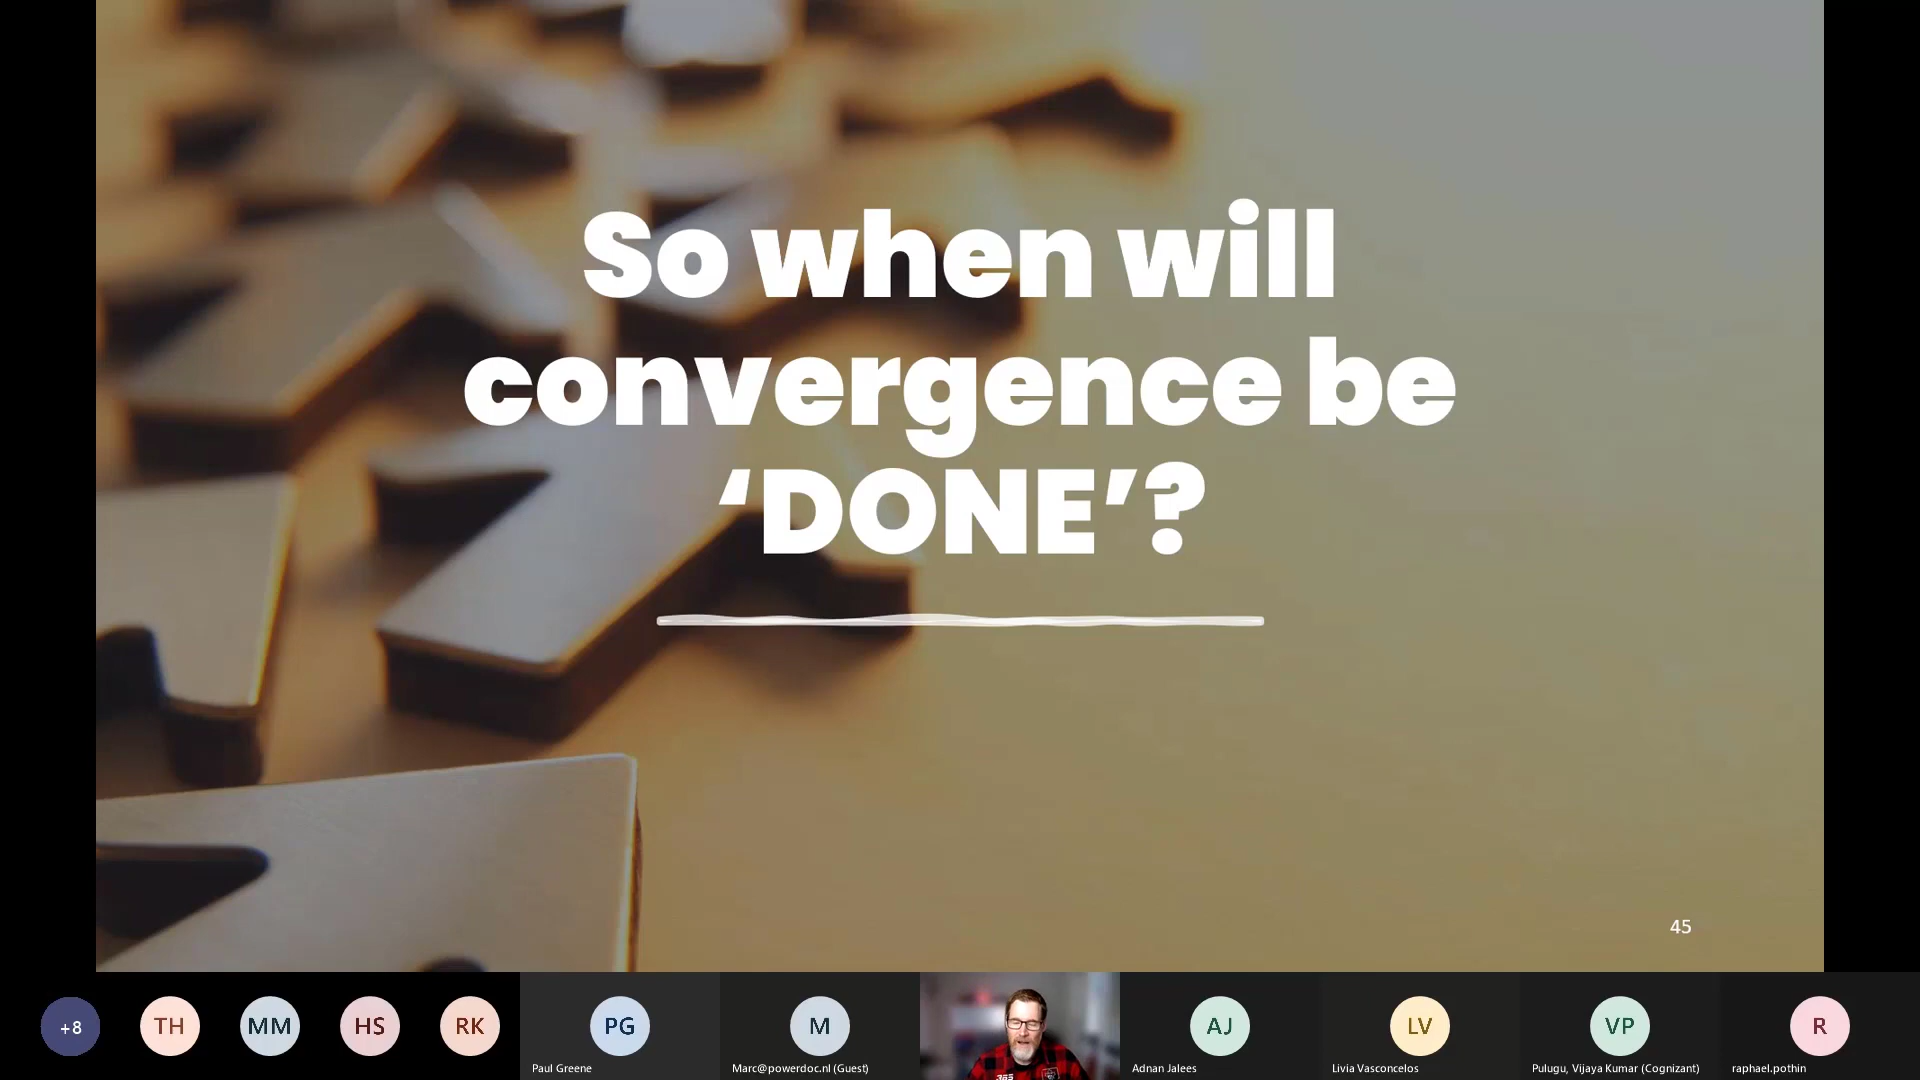 So when will
convergence be
‘DONE’?
45
+8
TH
MM
HS
RK
PG
M
AJ
LV
VP
R
Paul Greene
Marc@powerdoc.nl (Guest)
365
Adnan Jalees
Livia Vasconcelos
Pulugu, Vijaya Kumar (Cognizant)
raphael.pothin